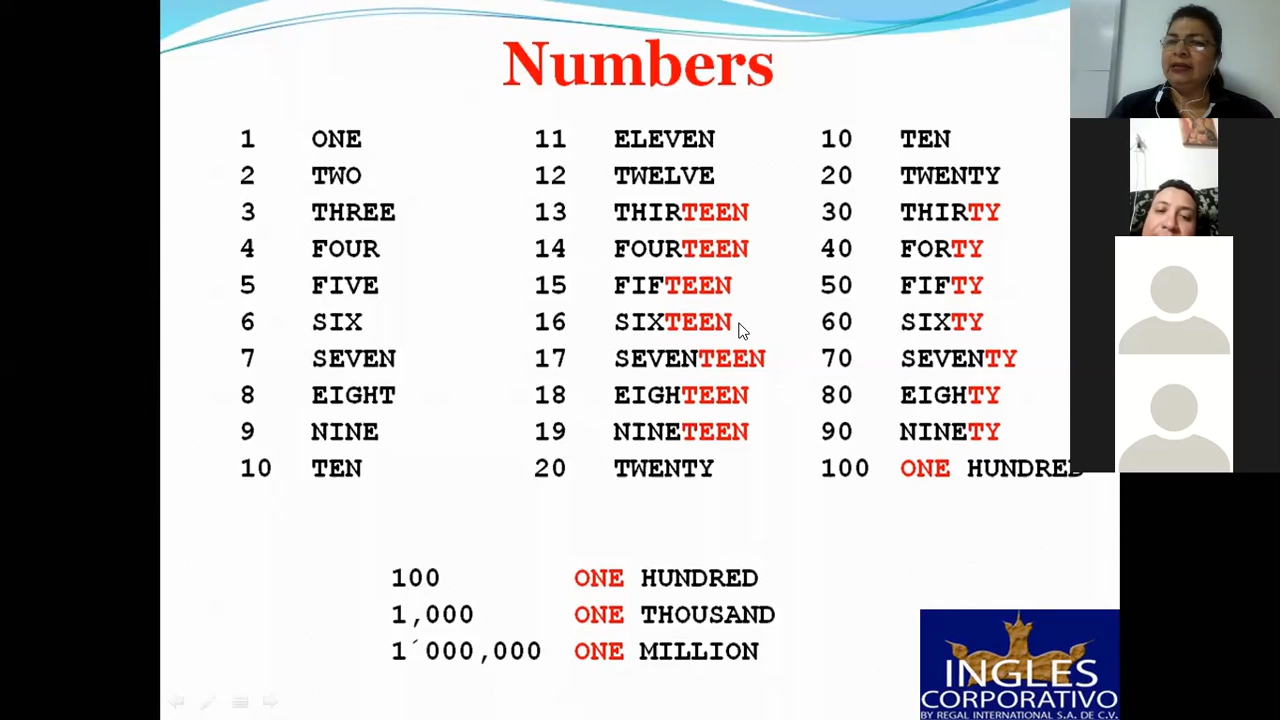 Numbers
1 ONE 11 ELEVEN 10 TEN
2 TWO 12 TWELVE 20 TWENTY
3 THREE 13 THIRTEEN 30 THIRTY
4 FOUR 14 FOURTEEN 40 FORTY
5 FIVE 15 FIFTEEN 50 FIFTY
6 SIX 16 SIXTEEN 60 SIXTY
7 SEVEN 17 SEVENTEEN 70 SEVENTY
8 EIGHT 18 EIGHTEEN 80 EIGHTY
9 NINE 19 NINETEEN 90 NINETY
10 TEN 20 TWENTY 100 ONE HUNDRED
100 ONE HUNDRED
1,000 ONE THOUSAND
1´000,000 ONE MILLION
INGLES
CORPORATIVO
BY REGAL INTERNATIONAL S.A. DE C.V.